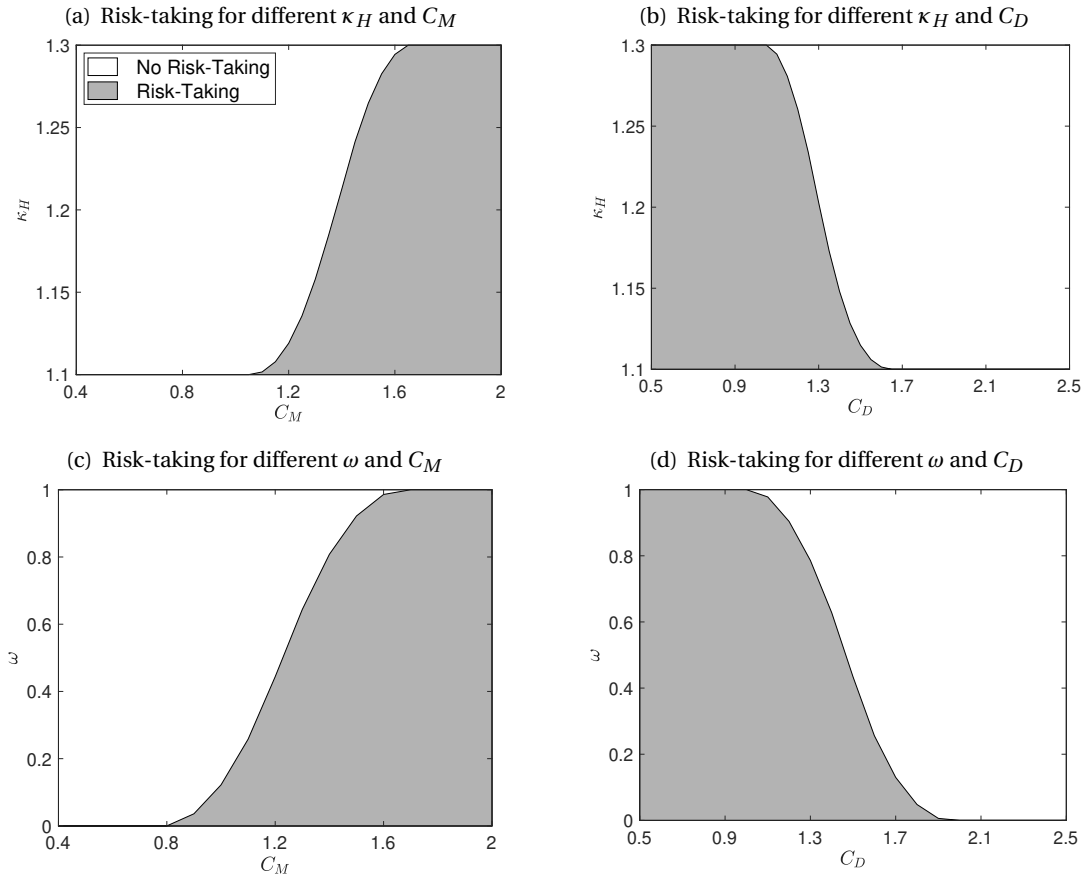 (a) Risk-taking for different κ_H and C_M
1.3
1.25
1.2
1.15
1.1
κ_H
No Risk-Taking
Risk-Taking
0.4 0.8 1.2 1.6 2
C_M
(b) Risk-taking for different κ_H and C_D
1.3
1.25
1.2
1.15
1.1
κ_H
0.5 0.9 1.3 1.7 2.1 2.5
C_D
(c) Risk-taking for different ω and C_M
1
0.8
0.6
0.4
0.2
0
ω
0.4 0.8 1.2 1.6 2
C_M
(d) Risk-taking for different ω and C_D
1
0.8
0.6
0.4
0.2
0
ω
0.5 0.9 1.3 1.7 2.1 2.5
C_D